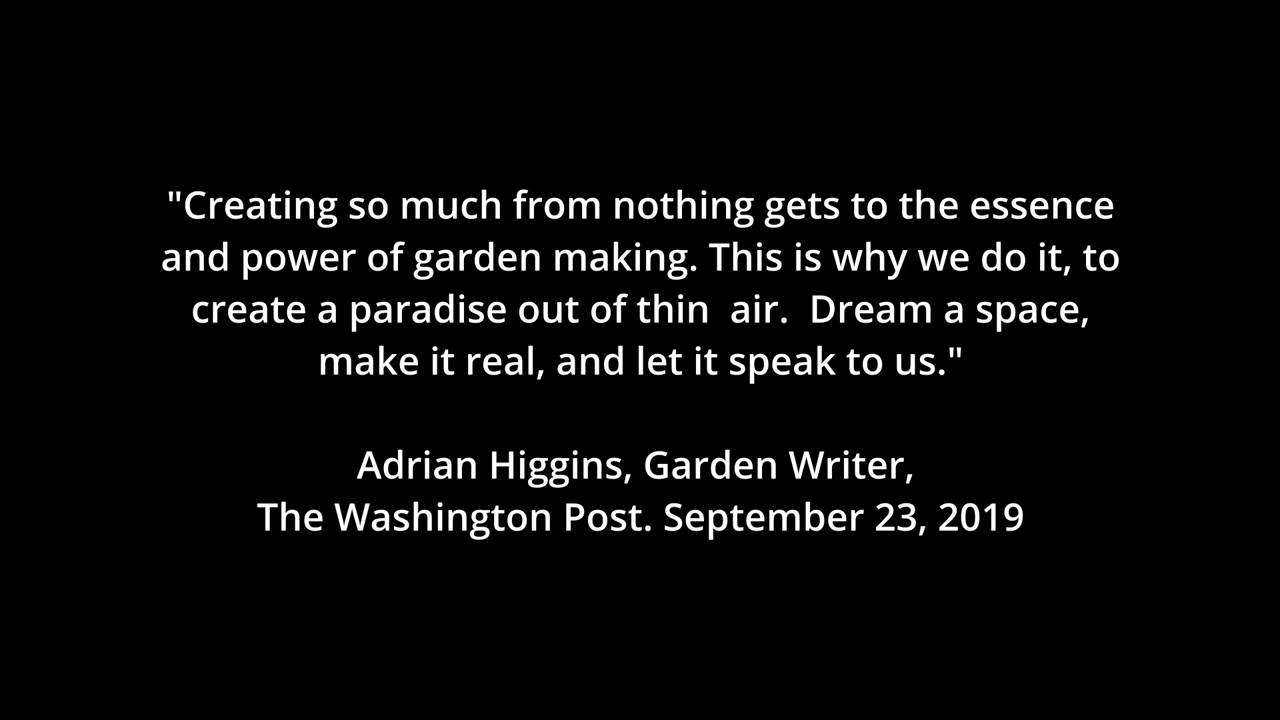 "Creating so much from nothing gets to the essence
and power of garden making. This is why we do it, to
create a paradise out of thin  air.  Dream a space,
make it real, and let it speak to us."
Adrian Higgins, Garden Writer,
The Washington Post. September 23, 2019